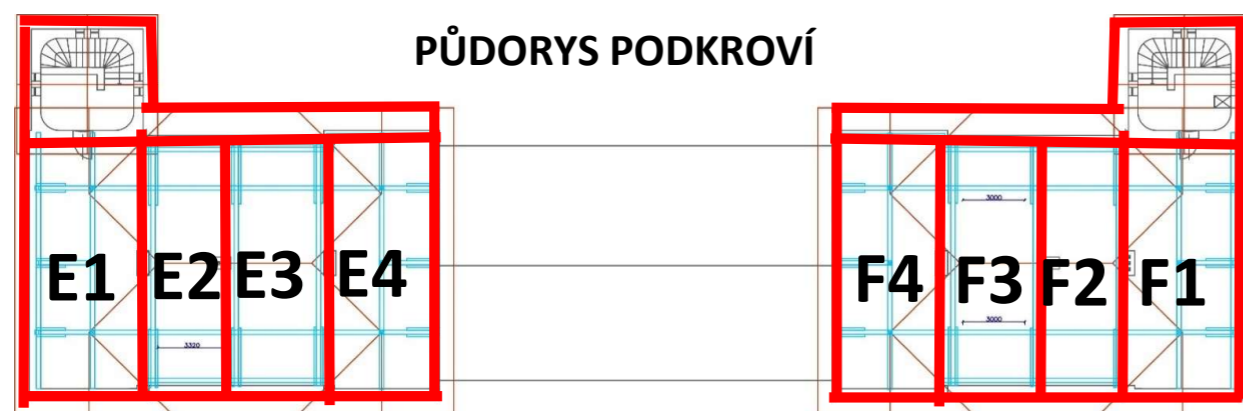 PŮDORYS PODKROVÍ
3000
E1 E2 E3 E4
F4 F3 F2 F1
3000
3320